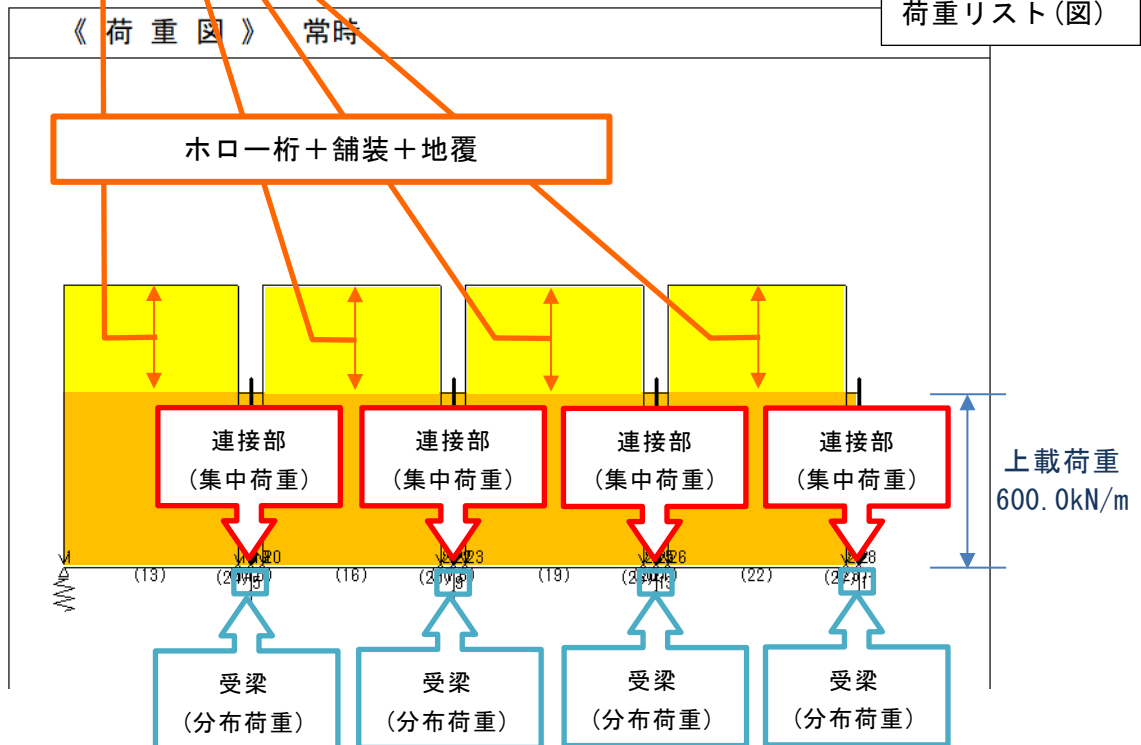 荷重リスト(図)
《 荷 重 図 》 常時
ホロー桁＋舗装＋地覆
連接部
(集中荷重)
連接部
(集中荷重)
連接部
(集中荷重)
連接部
(集中荷重)
上載荷重
600.0kN/m
(13)
(16)
(19)
(22)
受梁
(分布荷重)
受梁
(分布荷重)
受梁
(分布荷重)
受梁
(分布荷重)